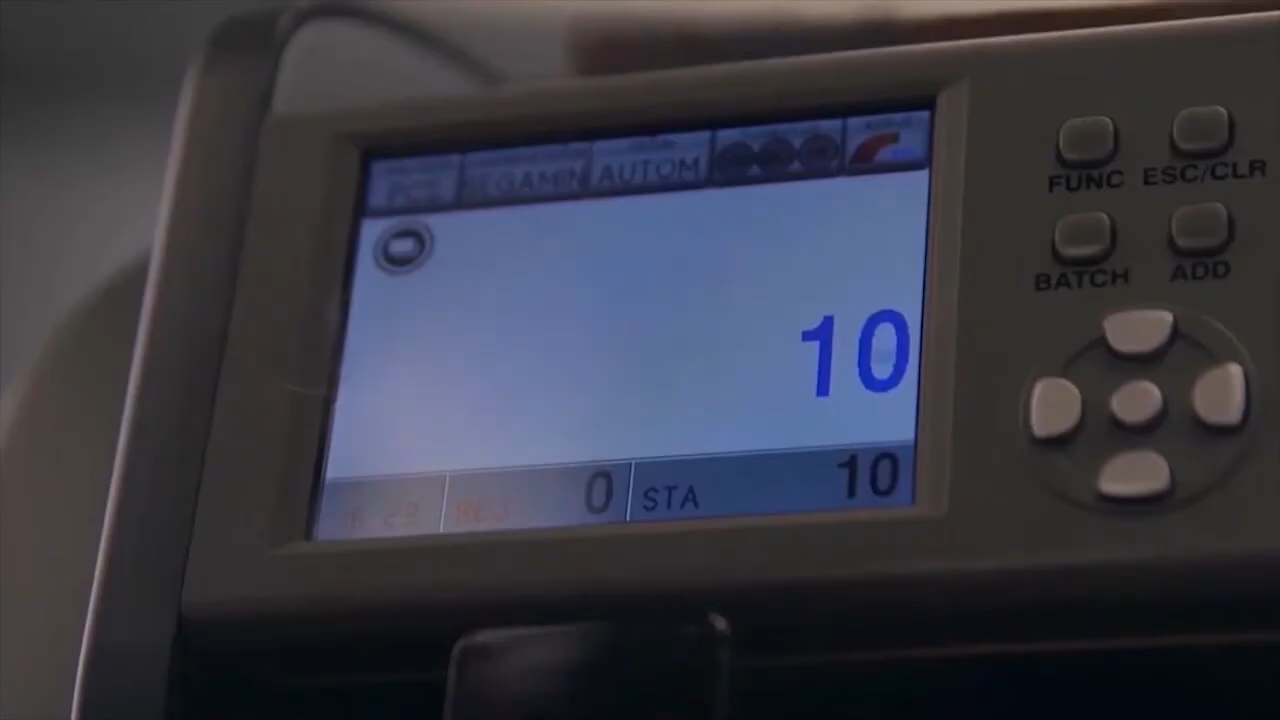 AUTOM
10
0 STA 10
FUNC ESC/CLR
BATCH ADD